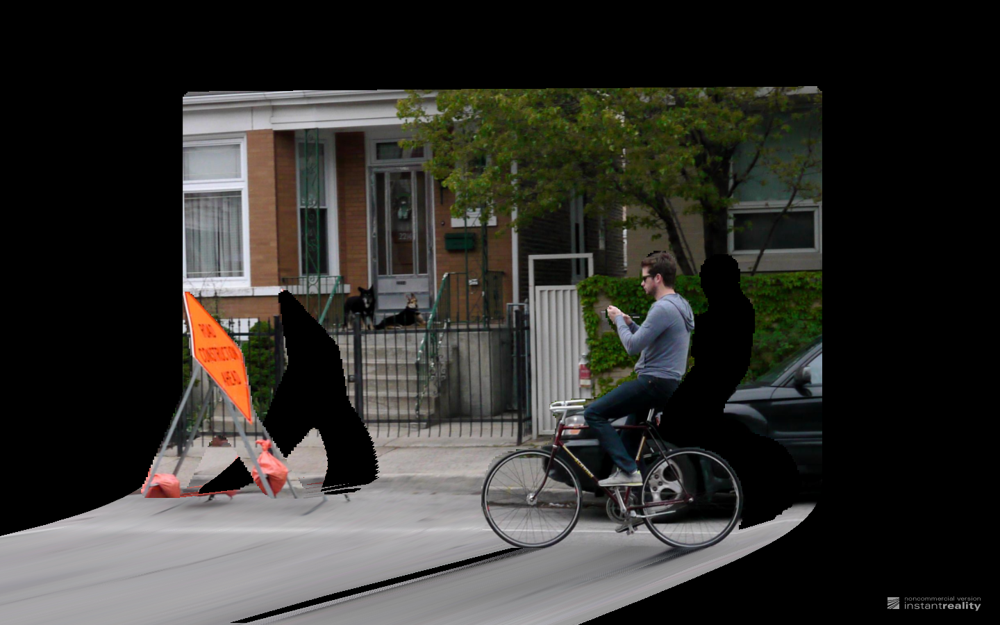 ROAD
CONSTRUCTION
AHEAD
noncommercial version
instantreality